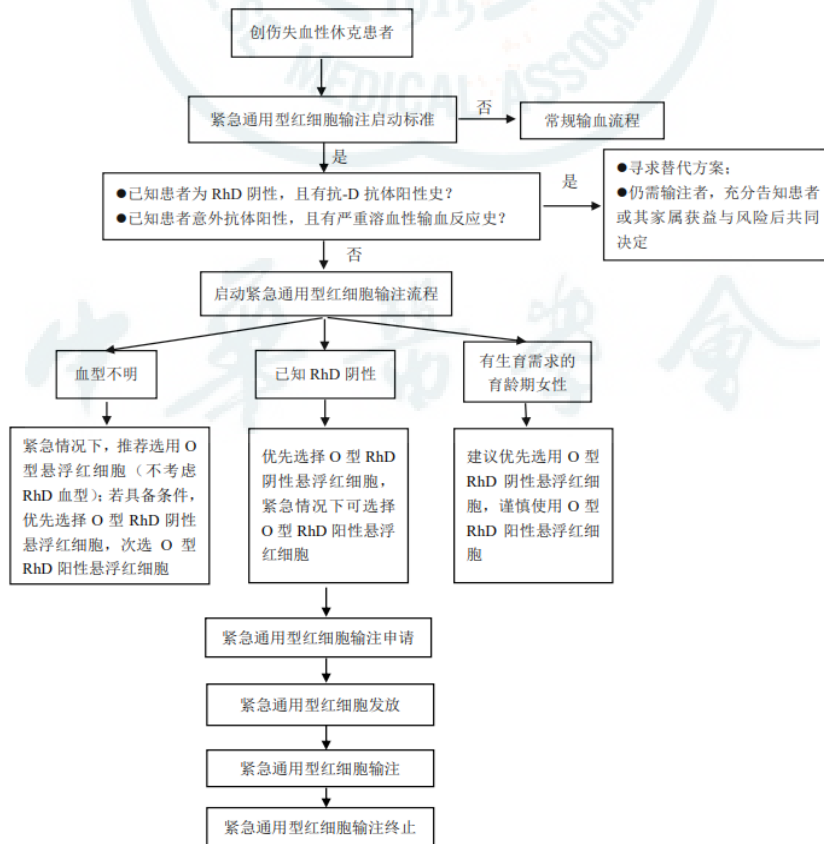 1915
SE MEDICAL ASSOCIA
创伤失血性休克患者
紧急通用型红细胞输注启动标准
否
常规输血流程
是
●已知患者为 RhD 阴性，且有抗-D 抗体阳性史？
●已知患者意外抗体阳性，且有严重溶血性输血反应史？
是
●寻求替代方案；
●仍需输注者，充分告知患者
或其家属获益与风险后共同
决定
否
启动紧急通用型红细胞输注流程
中华医学会
血型不明
已知 RhD 阴性
有生育需求的
育龄期女性
紧急情况下，推荐选用 O
型悬浮红细胞（不考虑
RhD 血型）；若具备条件，
优先选择 O 型 RhD 阴性
悬浮红细胞，次选 O 型
RhD 阳性悬浮红细胞
优先选择 O 型 RhD
阴性悬浮红细胞，
紧急情况下可选择
O 型 RhD 阳性悬浮
红细胞
建议优先选用 O 型
RhD 阴性悬浮红细
胞，谨慎使用 O 型
RhD 阳性悬浮红细
胞
紧急通用型红细胞输注申请
紧急通用型红细胞发放
紧急通用型红细胞输注
紧急通用型红细胞输注终止